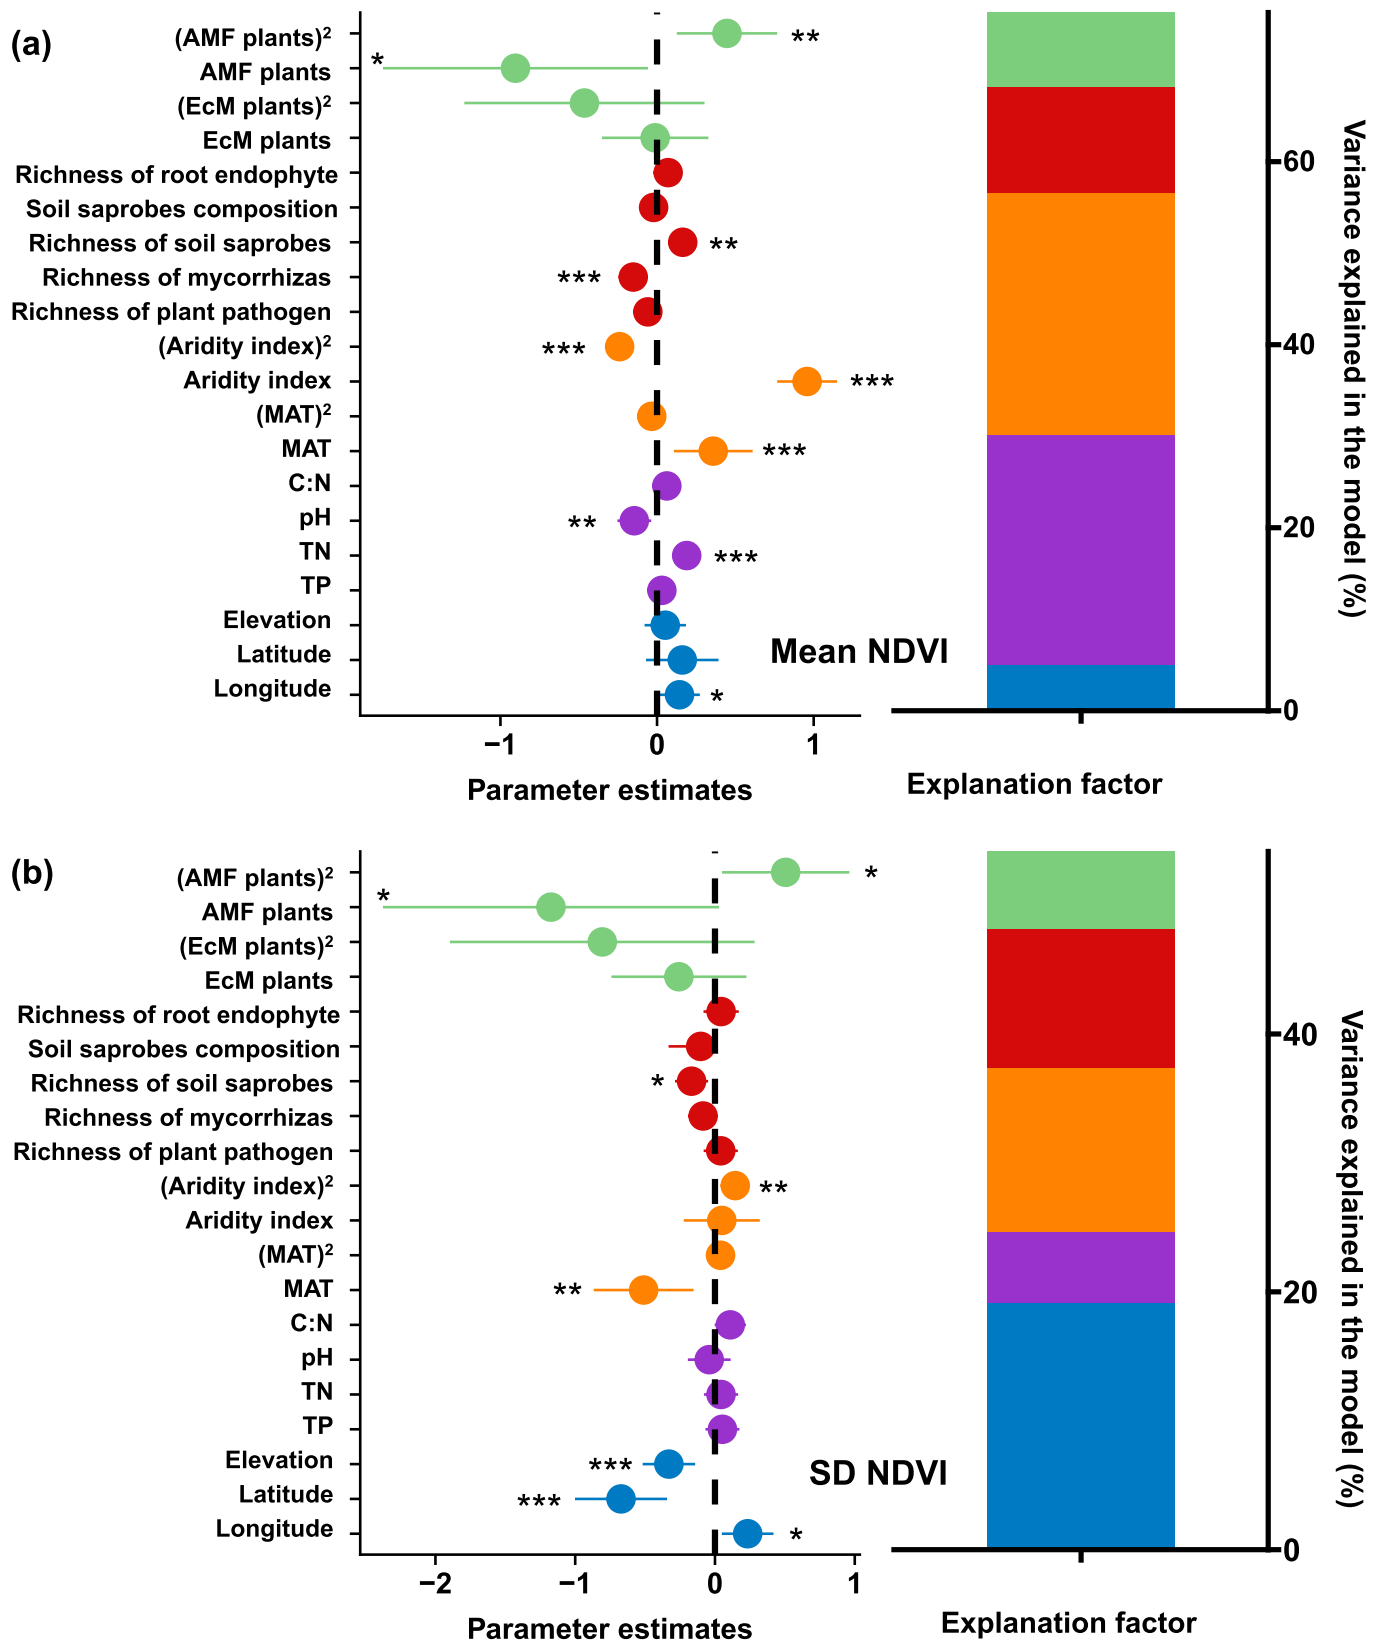 (a)
(AMF plants)²
**
AMF plants
*
(EcM plants)²
EcM plants
Richness of root endophyte
Soil saprobes composition
Richness of soil saprobes
**
Richness of mycorrhizas
***
Richness of plant pathogen
(Aridity index)²
***
Aridity index
***
(MAT)²
MAT
***
C:N
pH
**
TN
***
TP
Elevation
Latitude
Longitude
*
Mean NDVI
−1
0
1
Parameter estimates
60
40
20
0
Variance explained in the model (%)
Explanation factor
(b)
(AMF plants)²
*
AMF plants
*
(EcM plants)²
EcM plants
Richness of root endophyte
Soil saprobes composition
Richness of soil saprobes
*
Richness of mycorrhizas
Richness of plant pathogen
(Aridity index)²
**
Aridity index
(MAT)²
MAT
**
C:N
pH
TN
TP
Elevation
***
Latitude
***
Longitude
*
SD NDVI
−2
−1
0
1
Parameter estimates
40
20
0
Variance explained in the model (%)
Explanation factor